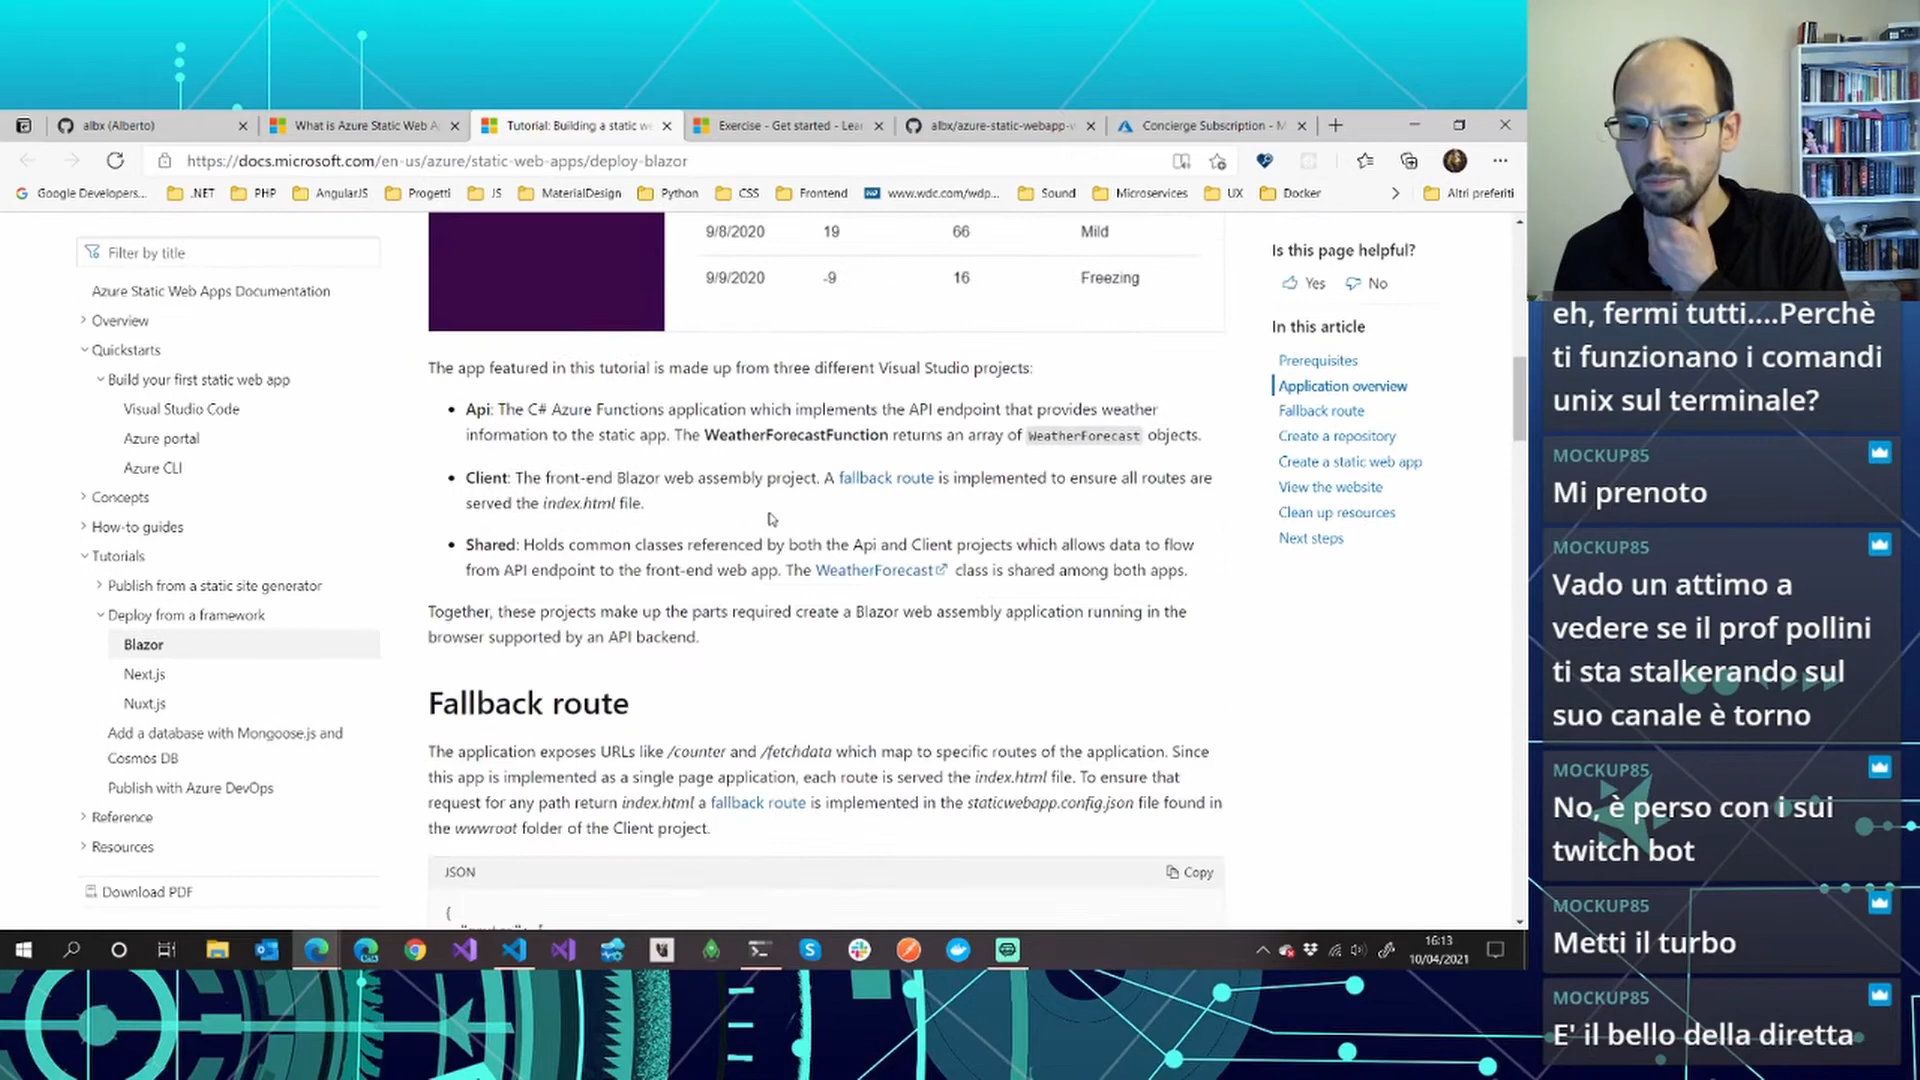 albx (Alberto)
What is Azure Static Web A
Tutorial: Building a static we
Exercise - Get started - Lea
albx/azure-static-webapp-
Concierge Subscription - M
https://docs.microsoft.com/en-us/azure/static-web-apps/deploy-blazor
Google Developers... .NET PHP AngularJS Progetti JS MaterialDesign Python CSS Frontend www.wdc.com/wdp... Sound Microservices UX Docker Altri preferiti
Filter by title
Azure Static Web Apps Documentation
Overview
Quickstarts
Build your first static web app
Visual Studio Code
Azure portal
Azure CLI
Concepts
How-to guides
Tutorials
Publish from a static site generator
Deploy from a framework
Blazor
Next.js
Nuxt.js
Add a database with Mongoose.js and
Cosmos DB
Publish with Azure DevOps
Reference
Resources
Download PDF
9/8/2020 19 66 Mild
9/9/2020 -9 16 Freezing
The app featured in this tutorial is made up from three different Visual Studio projects:
• Api: The C# Azure Functions application which implements the API endpoint that provides weather
information to the static app. The WeatherForecastFunction returns an array of WeatherForecast objects.
• Client: The front-end Blazor web assembly project. A fallback route is implemented to ensure all routes are
served the index.html file.
• Shared: Holds common classes referenced by both the Api and Client projects which allows data to flow
from API endpoint to the front-end web app. The WeatherForecast class is shared among both apps.
Together, these projects make up the parts required create a Blazor web assembly application running in the
browser supported by an API backend.
Fallback route
The application exposes URLs like /counter and /fetchdata which map to specific routes of the application. Since
this app is implemented as a single page application, each route is served the index.html file. To ensure that
request for any path return index.html a fallback route is implemented in the staticwebapp.config.json file found in
the wwwroot folder of the Client project.
JSON
Copy
{
Is this page helpful?
Yes No
In this article
Prerequisites
Application overview
Fallback route
Create a repository
Create a static web app
View the website
Clean up resources
Next steps
16:13
10/04/2021
eh, fermi tutti....Perchè
ti funzionano i comandi
unix sul terminale?
MOCKUP85
Mi prenoto
MOCKUP85
Vado un attimo a
vedere se il prof pollini
ti sta stalkerando sul
suo canale è torno
MOCKUP85
No, è perso con i sui
twitch bot
MOCKUP85
Metti il turbo
MOCKUP85
E' il bello della diretta